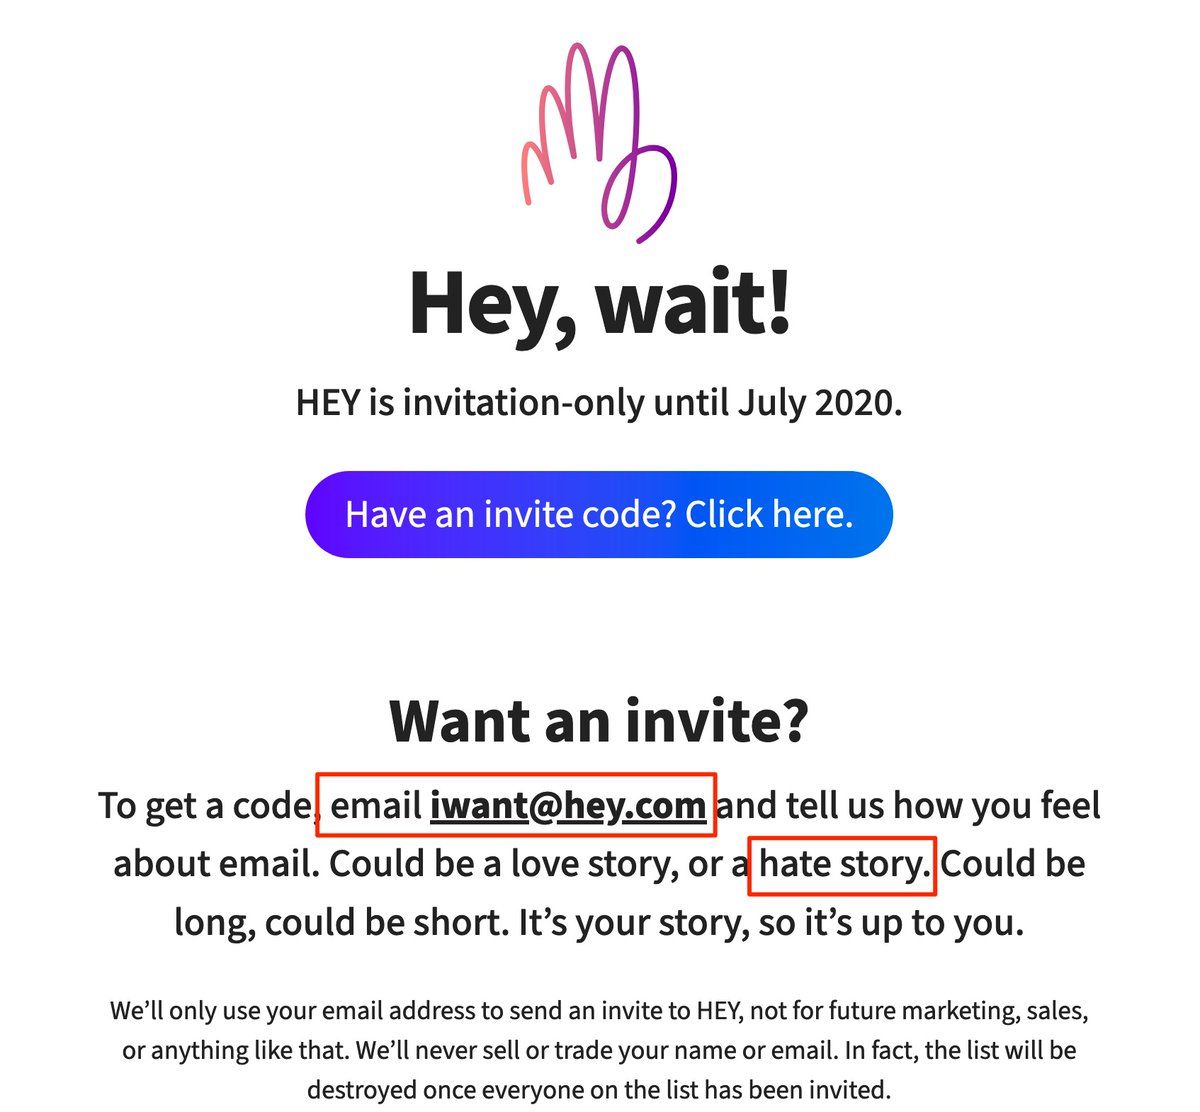 Hey, wait!
HEY is invitation-only until July 2020.
Have an invite code? Click here.
Want an invite?
To get a code, email iwant@hey.com and tell us how you feel
about email. Could be a love story, or a hate story. Could be
long, could be short. It’s your story, so it’s up to you.
We’ll only use your email address to send an invite to HEY, not for future marketing, sales,
or anything like that. We’ll never sell or trade your name or email. In fact, the list will be
destroyed once everyone on the list has been invited.